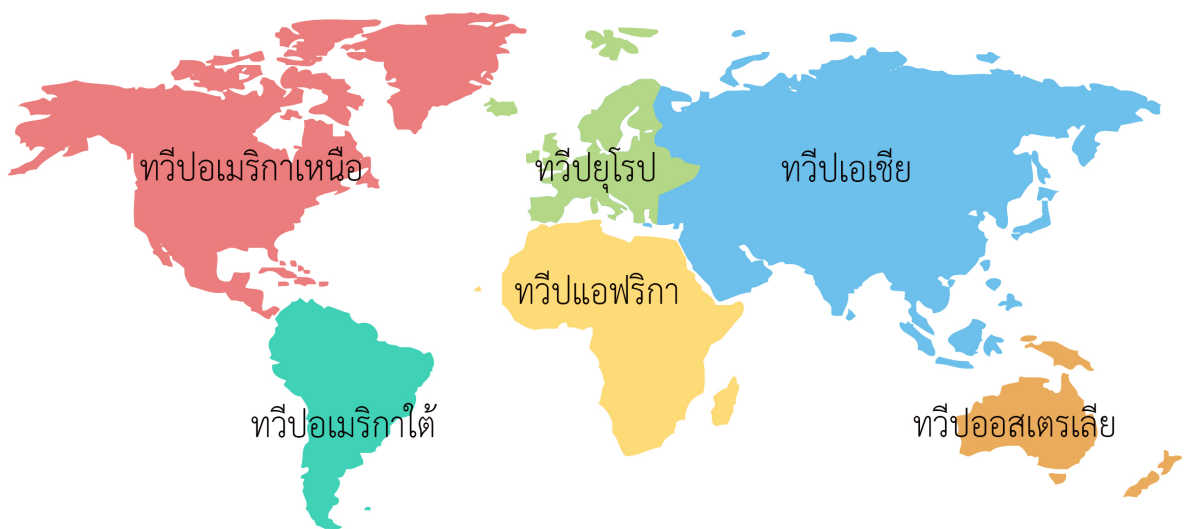 ทวีปอเมริกาเหนือ
ทวีปยุโรป
ทวีปเอเชีย
ทวีปแอฟริกา
ทวีปอเมริกาใต้
ทวีปออสเตรเลีย